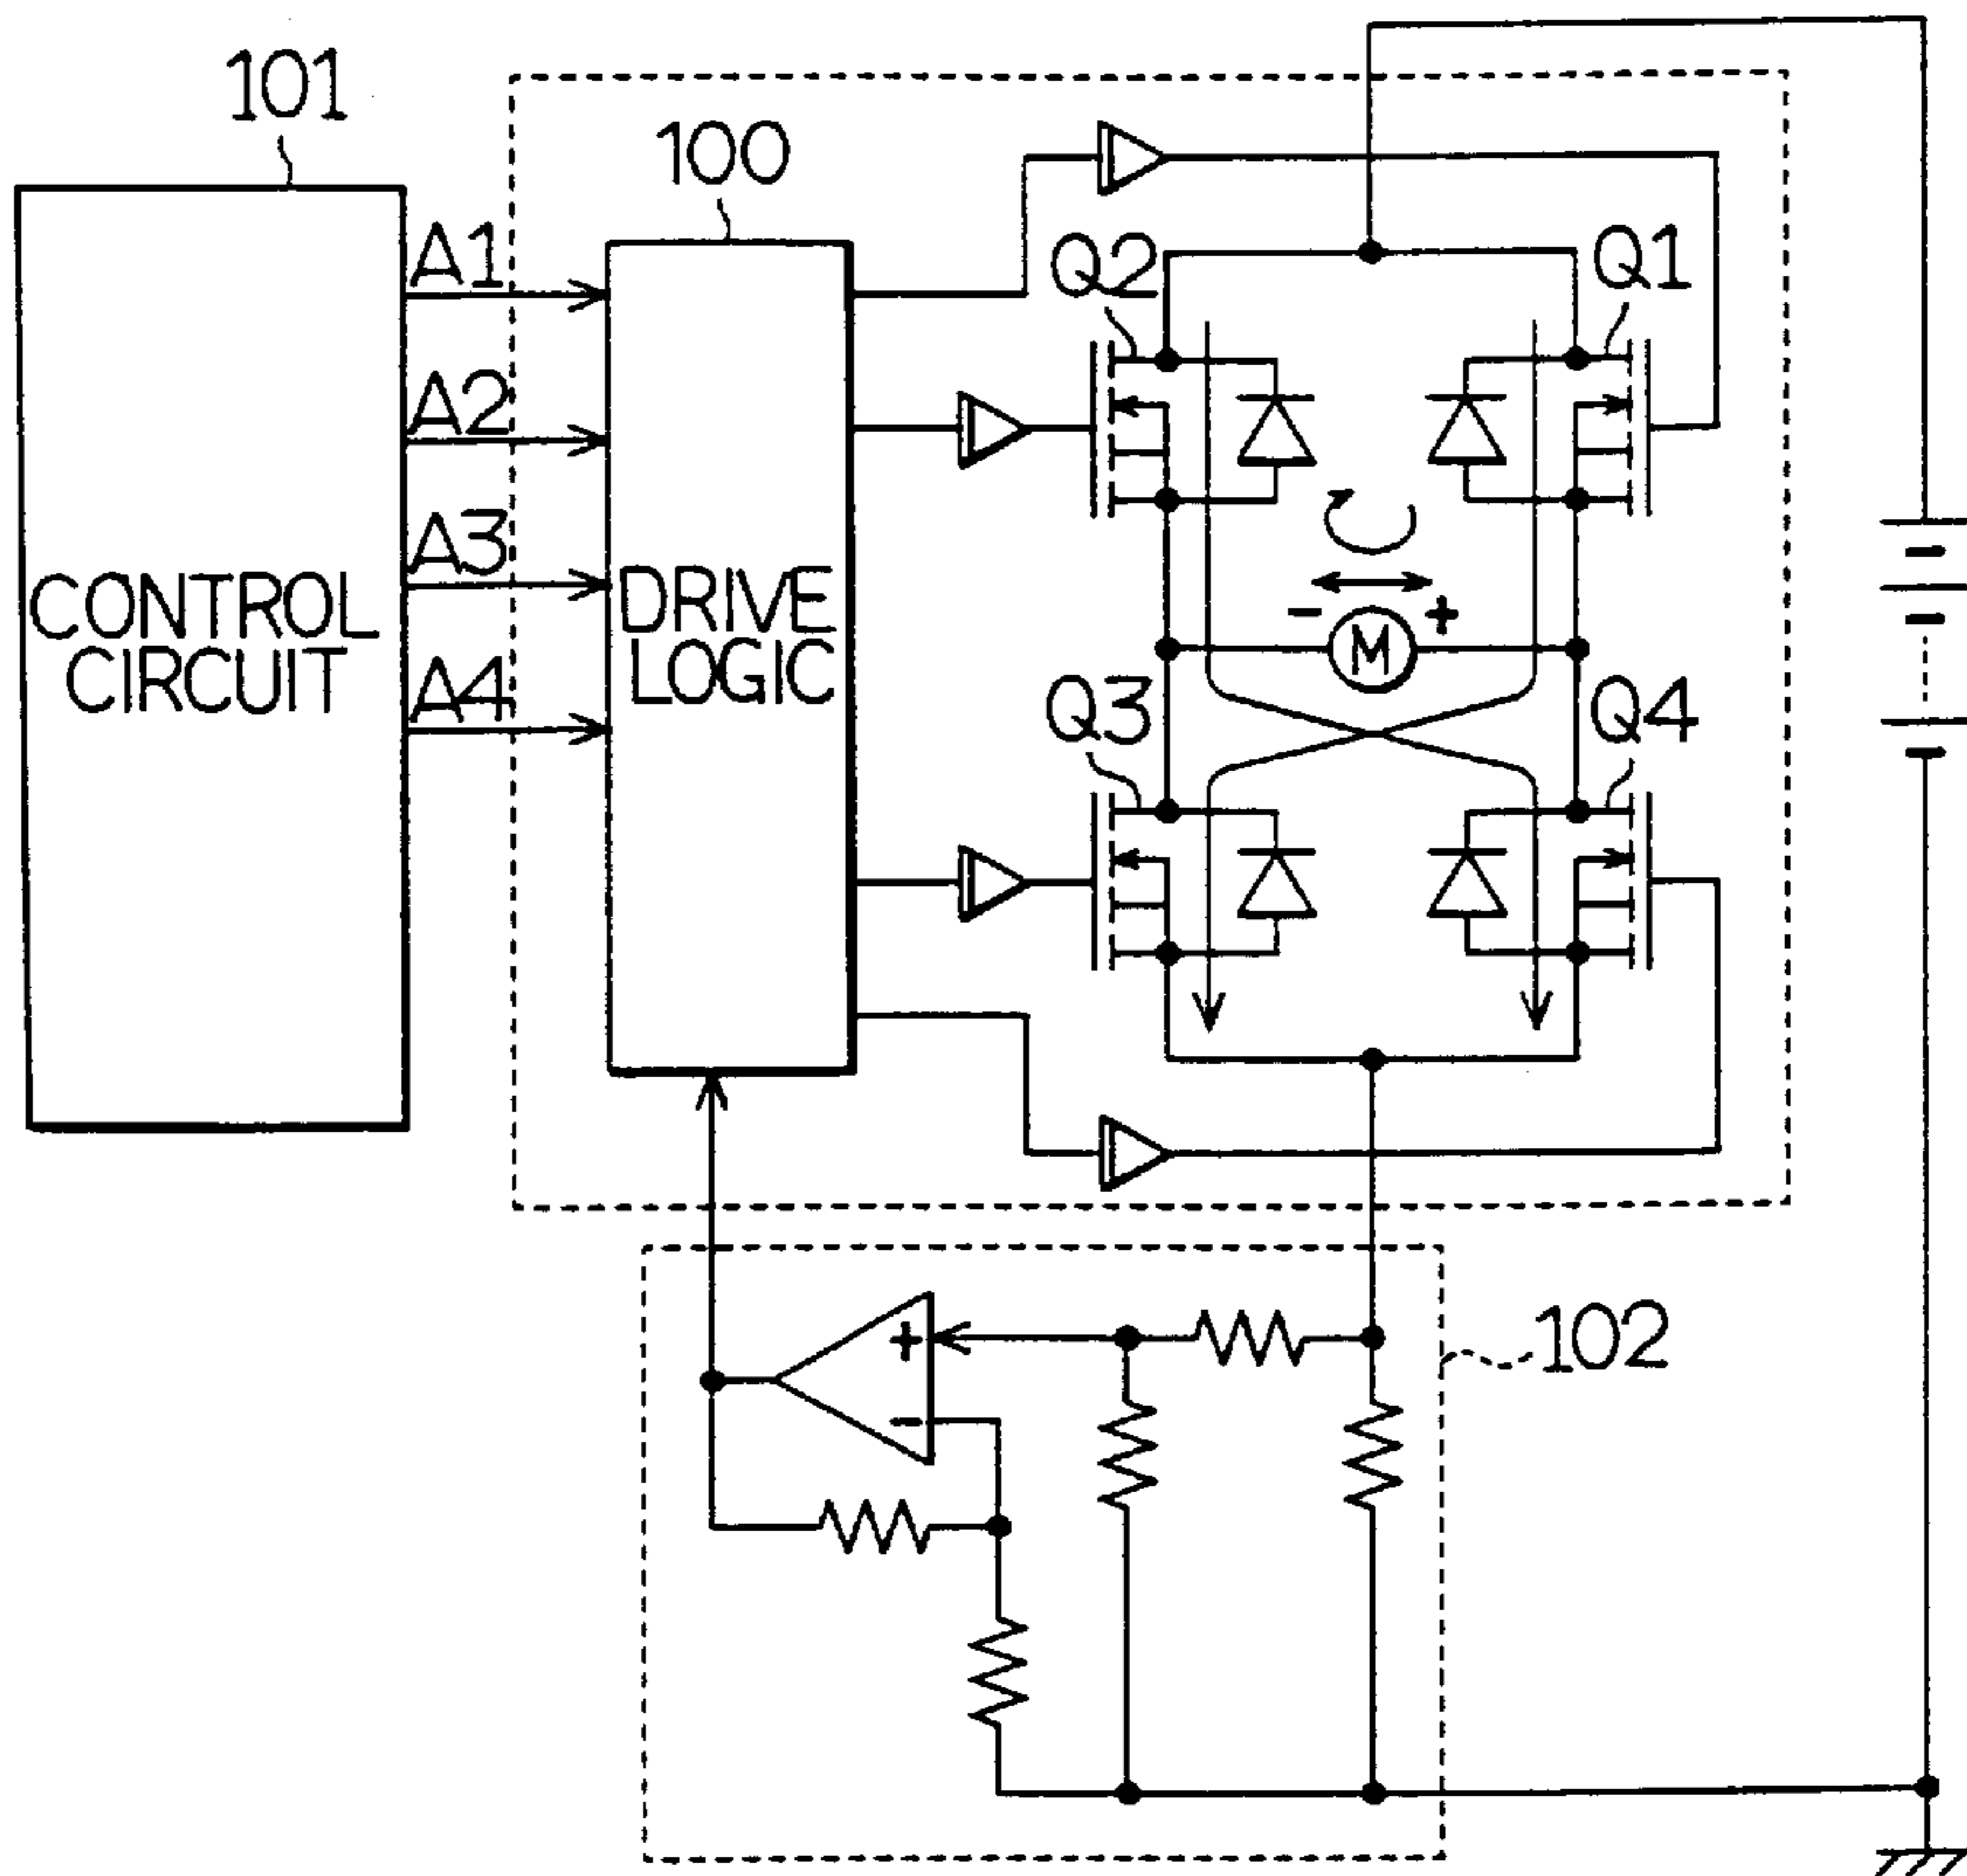 101
100
A1
A2
A3
A4
CONTROL
CIRCUIT
DRIVE
LOGIC
Q2
Q1
- +
M
Q3
Q4
+
-
102